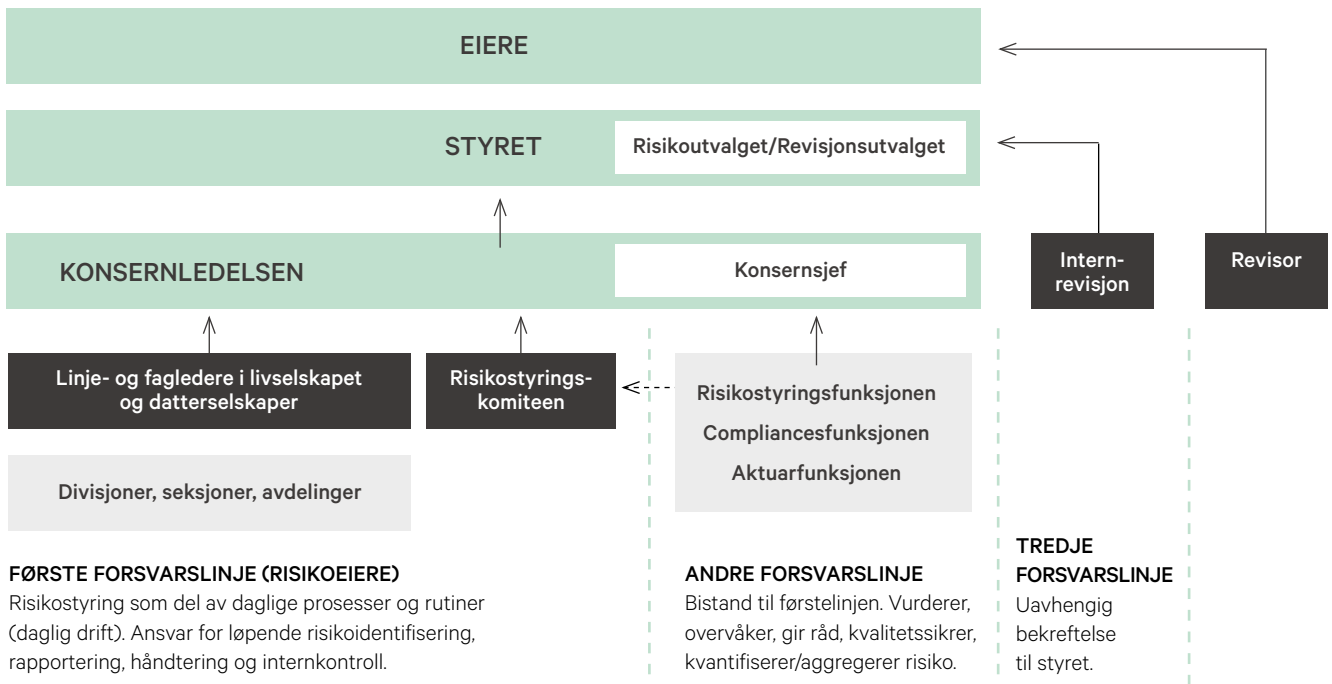 EIERE
STYRET
Risikoutvalget/Revisjonsutvalget
KONSERNLEDELSEN
Konsernsjef
Intern-
revisjon
Revisor
Linje- og fagledere i livselskapet
og datterselskaper
Risikostyrings-
komiteen
Risikostyringsfunksjonen
Compliancesfunksjonen
Aktuarfunksjonen
Divisjoner, seksjoner, avdelinger
FØRSTE FORSVARSLINJE (RISIKOEIERE)
Risikostyring som del av daglige prosesser og rutiner
(daglig drift). Ansvar for løpende risikoidentifisering,
rapportering, håndtering og internkontroll.
ANDRE FORSVARSLINJE
Bistand til førstelinjen. Vurderer,
overvåker, gir råd, kvalitetssikrer,
kvantifiserer/aggregerer risiko.
TREDJE
FORSVARSLINJE
Uavhengig
bekreftelse
til styret.